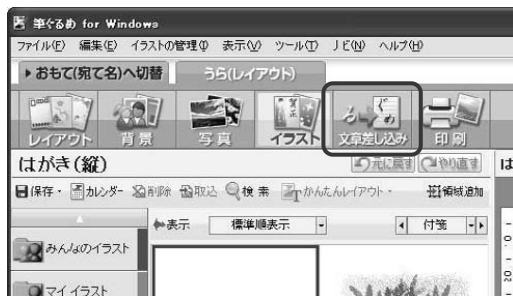 筆ぐるめ for Windows
ファイル(F) 編集(E) イラストの管理(I) 表示(V) ツール(T) J E(N) ヘルプ(H)
おもて(宛て名)へ切替 うら(レイアウト)
レイアウト 背景 写真 イラスト 文章差し込み 印刷
はがき(縦) 元に戻す やり直す は
保存 カレンダー 削除 取込 検索 かんたんレイアウト 領域追加
表示 標準順表示 付箋
みんなのイラスト
マイ イラスト